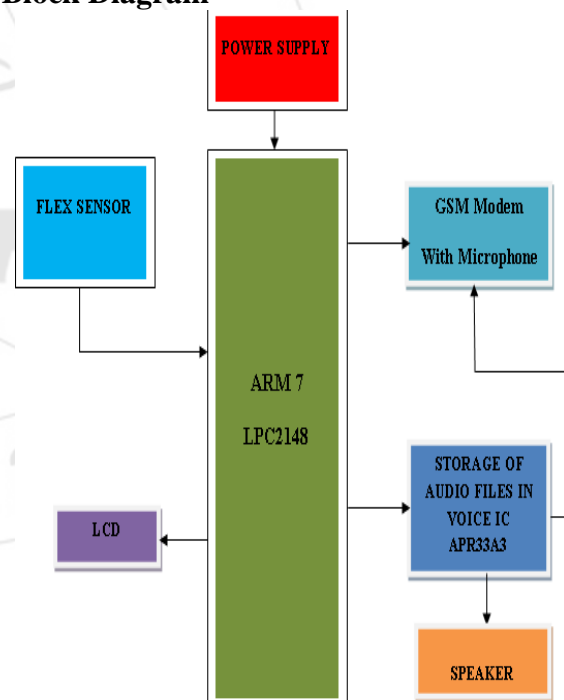 Block Diagram
POWER SUPPLY
FLEX SENSOR
GSM Modem
With Microphone
ARM 7
LPC2148
STORAGE OF
AUDIO FILES IN
VOICE IC
APR33A3
LCD
SPEAKER